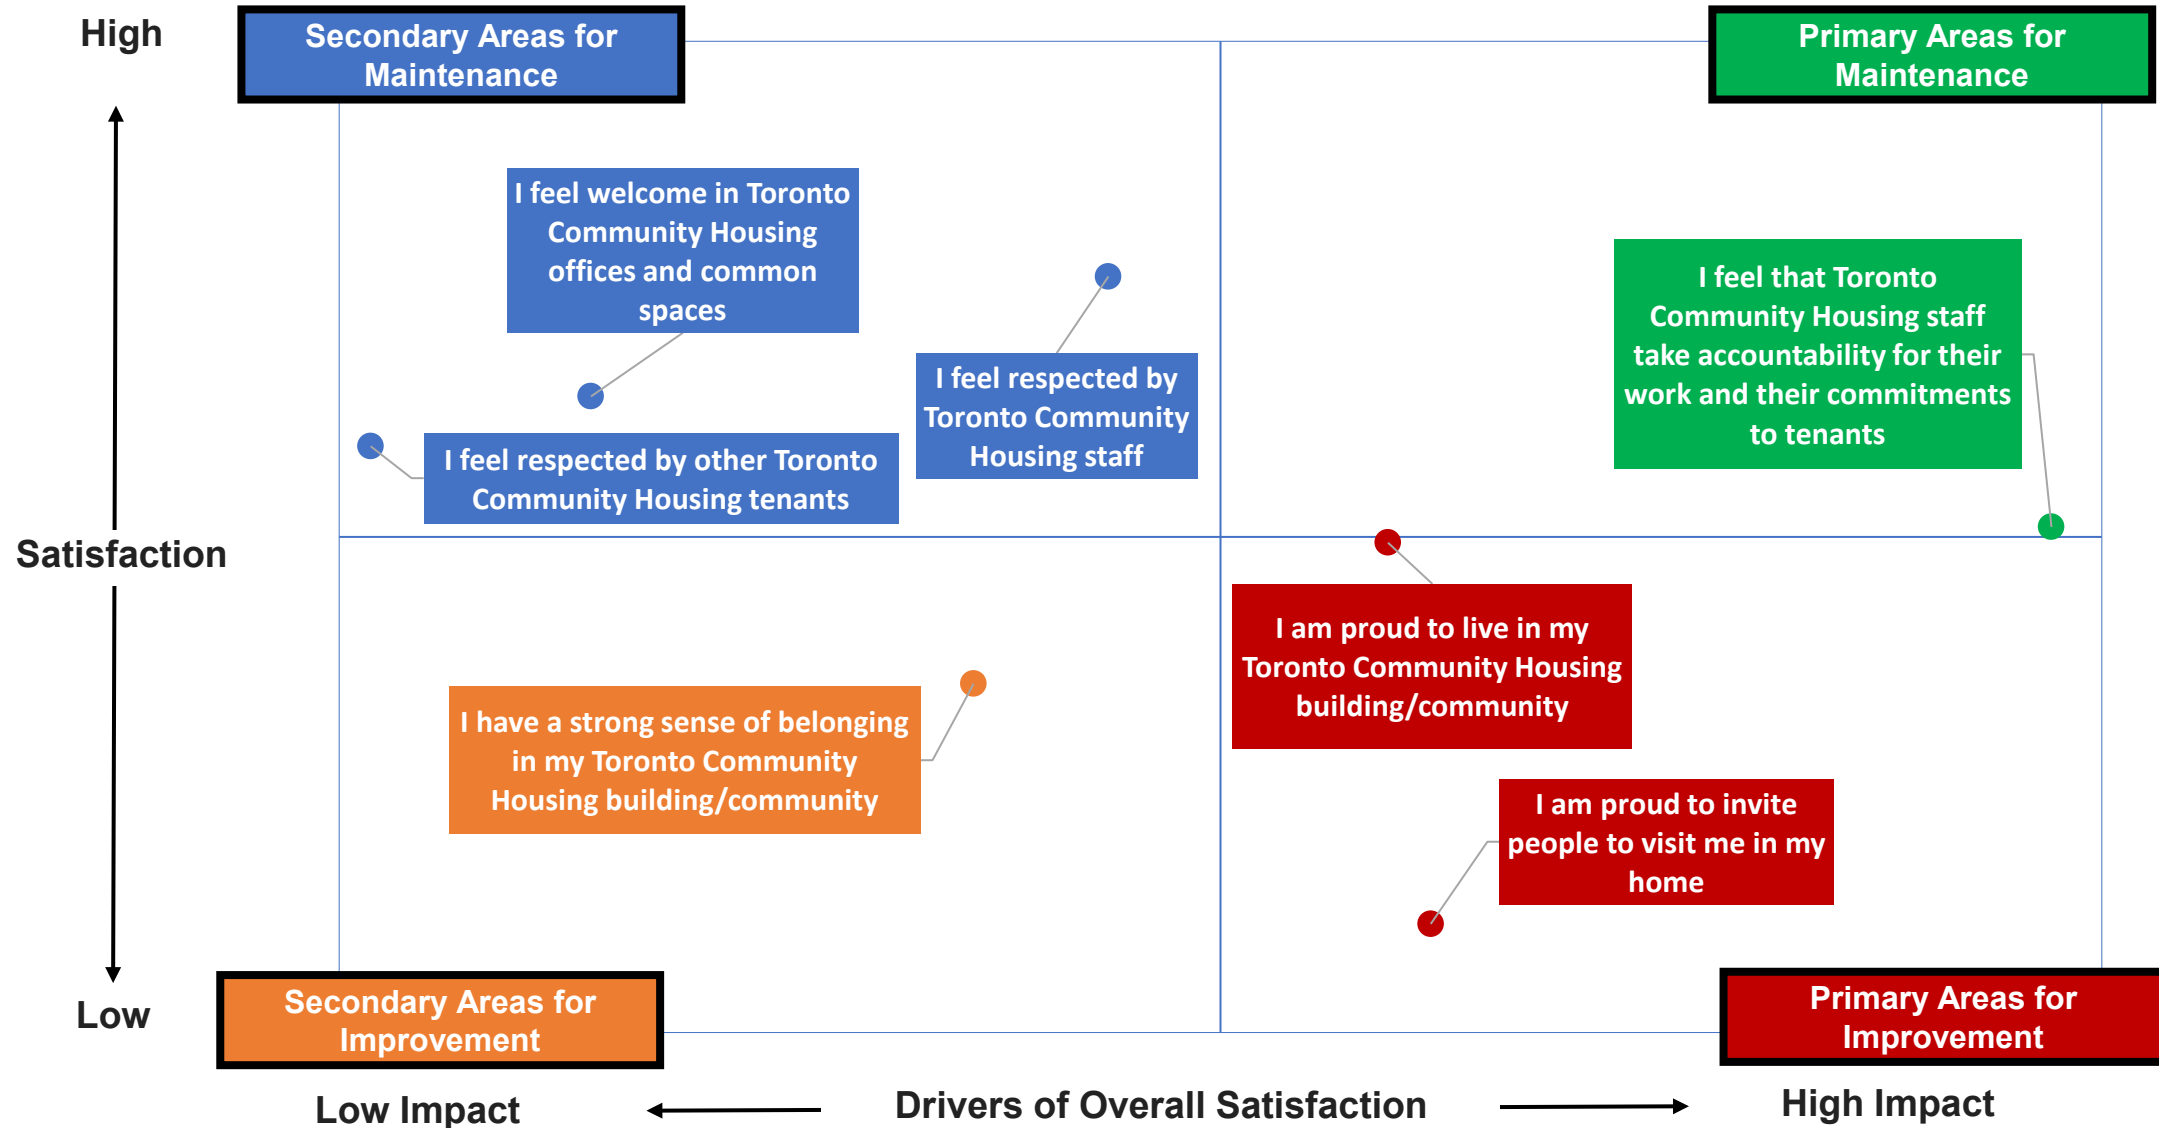 High
Secondary Areas for
Maintenance
Primary Areas for
Maintenance
I feel welcome in Toronto
Community Housing
offices and common
spaces
I feel that Toronto
Community Housing staff
take accountability for their
work and their commitments
to tenants
I feel respected by
Toronto Community
Housing staff
I feel respected by other Toronto
Community Housing tenants
Satisfaction
I am proud to live in my
Toronto Community Housing
building/community
I have a strong sense of belonging
in my Toronto Community
Housing building/community
I am proud to invite
people to visit me in my
home
Low
Secondary Areas for
Improvement
Primary Areas for
Improvement
Low Impact
Drivers of Overall Satisfaction
High Impact